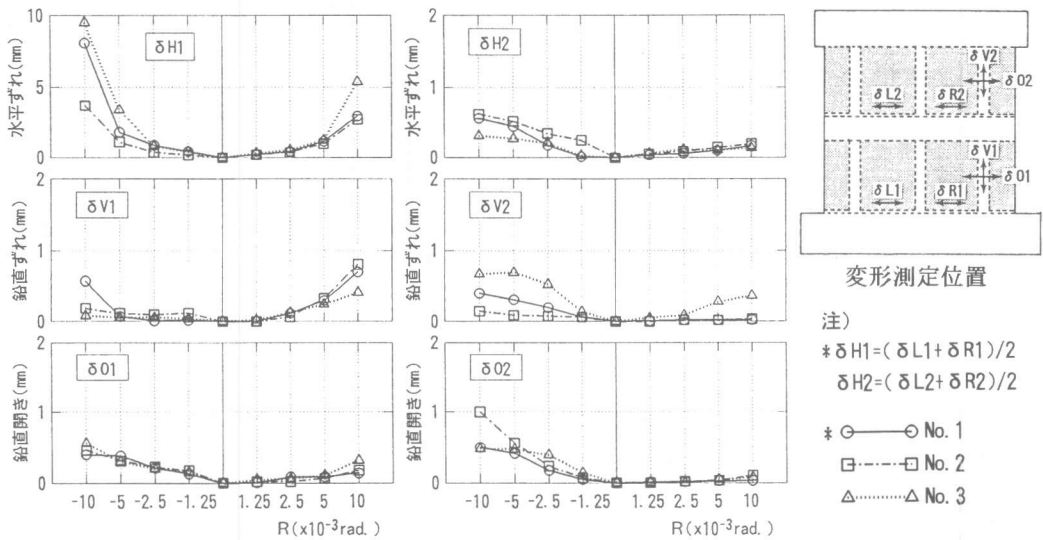 δH1
水平ずれ(mm)
10
5
0
δH2
水平ずれ(mm)
2
1
0
δV1
鉛直ずれ(mm)
2
1
0
δV2
鉛直ずれ(mm)
2
1
0
δO1
鉛直開き(mm)
2
1
0
-10 -5 -2.5 -1.25 1.25 2.5 5 10
R(x10⁻³rad.)
δO2
鉛直開き(mm)
2
1
0
-10 -5 -2.5 -1.25 1.25 2.5 5 10
R(x10⁻³rad.)
δV2
δO2
δL2 δR2
δV1
δO1
δL1 δR1
変形測定位置
注)
*δH1=(δL1+δR1)/2
δH2=(δL2+δR2)/2
* No.1
No.2
No.3